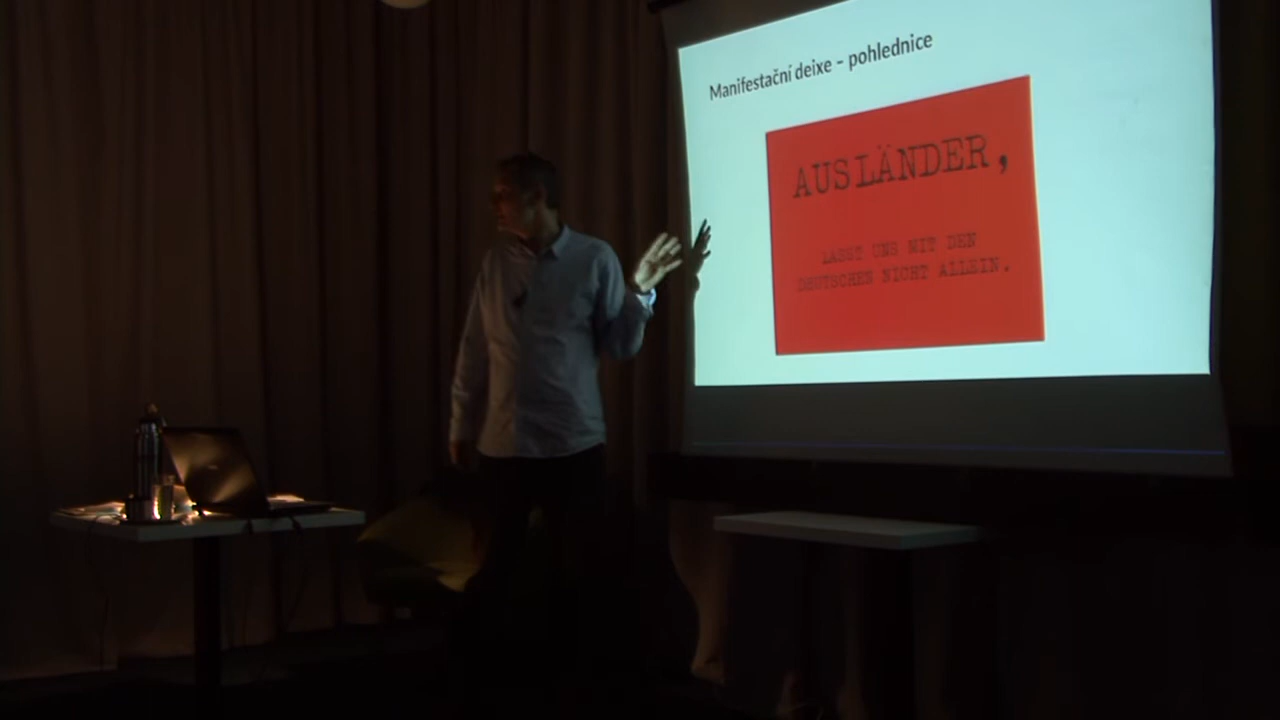 Manifestační deixe – pohlednice
AUSLÄNDER,
LASST UNS MIT DEN
DEUTSCHEN NICHT ALLEIN.